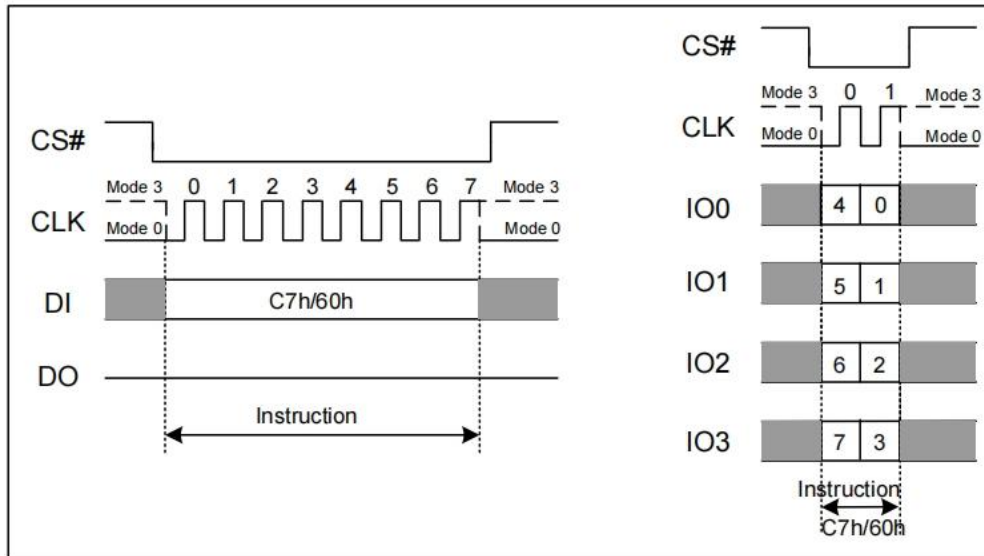 CS#
Mode 3 0 1 2 3 4 5 6 7 Mode 3
CLK
Mode 0 Mode 0
DI C7h/60h
DO
Instruction
CS#
Mode 3 0 1 Mode 3
CLK
Mode 0 Mode 0
IO0 4 0
IO1 5 1
IO2 6 2
IO3 7 3
Instruction
C7h/60h